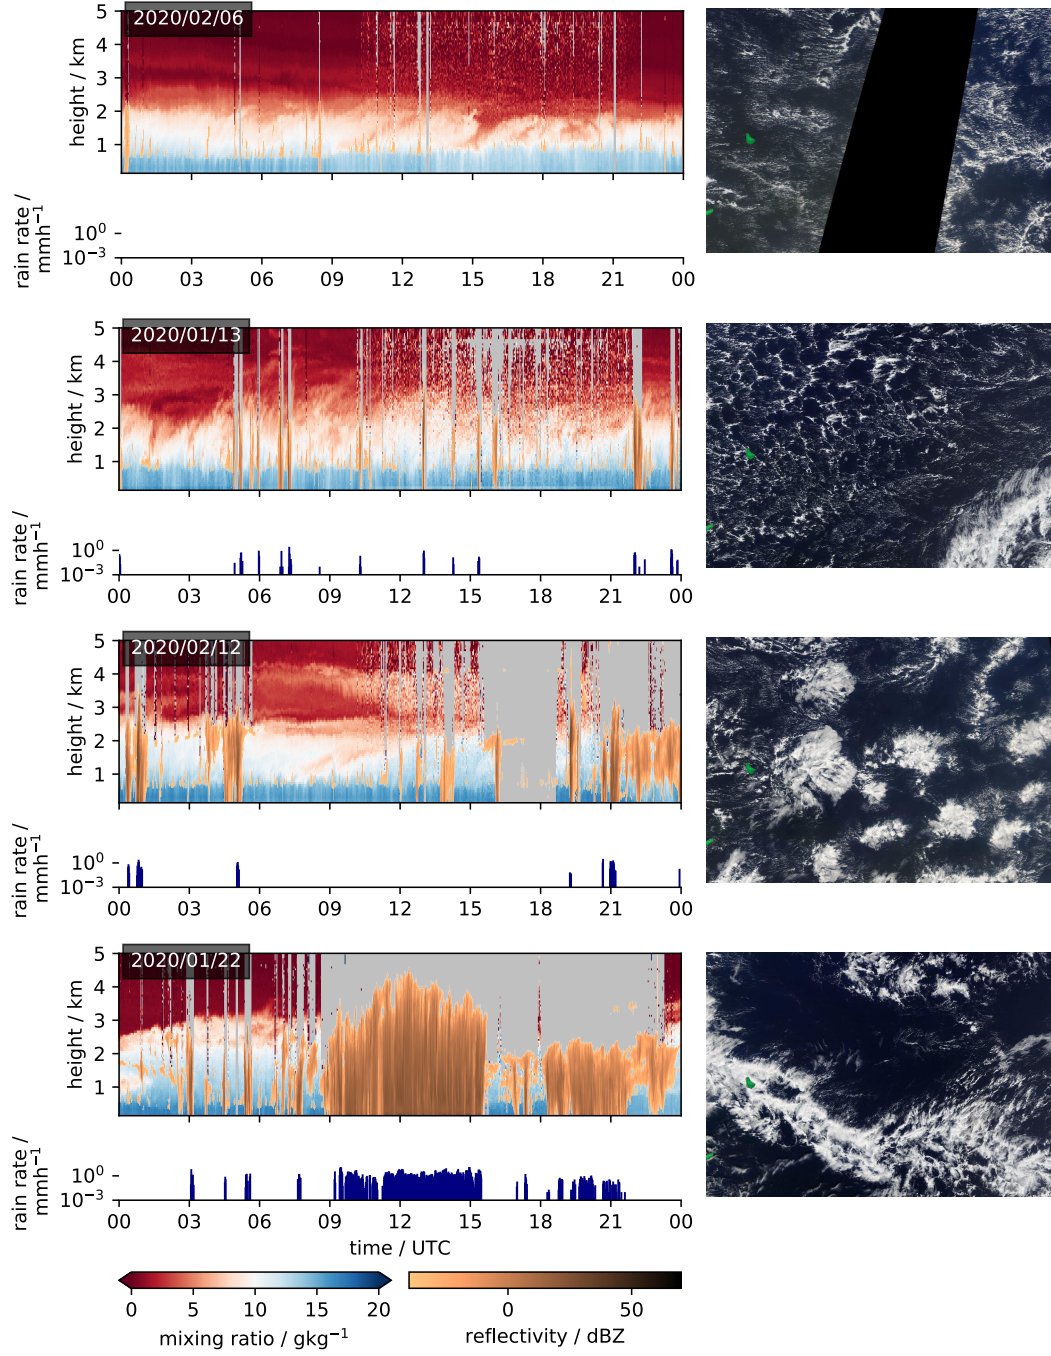 2020/02/06
5
4
3
2
1
height / km
rain rate /
mmh⁻¹
10⁰
10⁻³
00 03 06 09 12 15 18 21 00
2020/01/13
5
4
3
2
1
height / km
rain rate /
mmh⁻¹
10⁰
10⁻³
00 03 06 09 12 15 18 21 00
2020/02/12
5
4
3
2
1
height / km
rain rate /
mmh⁻¹
10⁰
10⁻³
00 03 06 09 12 15 18 21 00
2020/01/22
5
4
3
2
1
height / km
rain rate /
mmh⁻¹
10⁰
10⁻³
00 03 06 09 12 15 18 21 00
time / UTC
0 5 10 15 20
mixing ratio / gkg⁻¹
0 50
reflectivity / dBZ